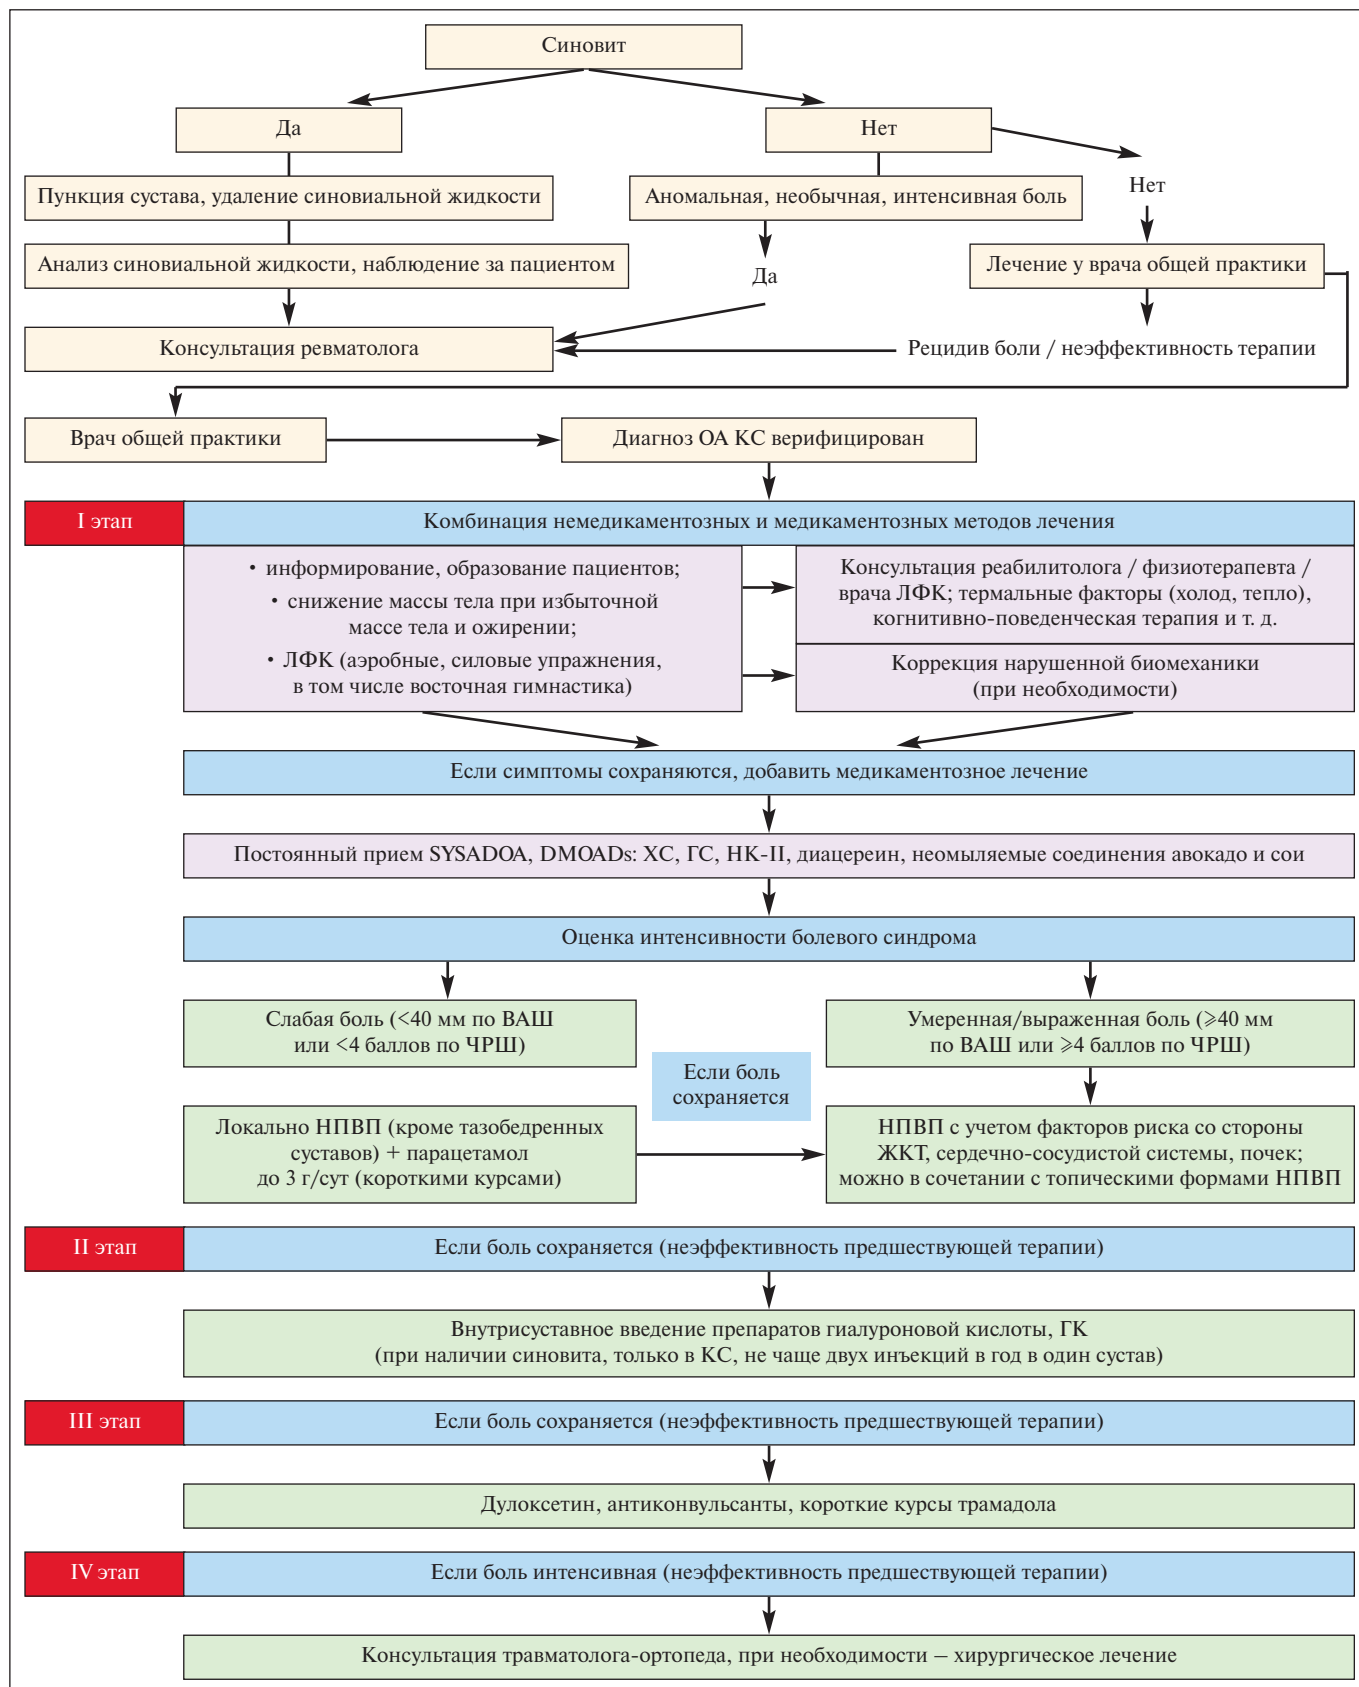 Синовит
Да
Нет
Пункция сустава, удаление синовиальной жидкости
Аномальная, необычная, интенсивная боль
Нет
Анализ синовиальной жидкости, наблюдение за пациентом
Да
Лечение у врача общей практики
Консультация ревматолога
Рецидив боли / неэффективность терапии
Врач общей практики
Диагноз ОА КС верифицирован
I этап
Комбинация немедикаментозных и медикаментозных методов лечения
• информирование, образование пациентов;
• снижение массы тела при избыточной
массе тела и ожирении;
• ЛФК (аэробные, силовые упражнения,
в том числе восточная гимнастика)
Консультация реабилитолога / физиотерапевта /
врача ЛФК; термальные факторы (холод, тепло),
когнитивно-поведенческая терапия и т. д.
Коррекция нарушенной биомеханики
(при необходимости)
Если симптомы сохраняются, добавить медикаментозное лечение
Постоянный прием SYSADOA, DMOADs: ХС, ГС, НК-II, диацереин, неомыляемые соединения авокадо и сои
Оценка интенсивности болевого синдрома
Слабая боль (<40 мм по ВАШ
или <4 баллов по ЧРШ)
Умеренная/выраженная боль (⩾40 мм
по ВАШ или ⩾4 баллов по ЧРШ)
Если боль
сохраняется
Локально НПВП (кроме тазобедренных
суставов) + парацетамол
до 3 г/сут (короткими курсами)
НПВП с учетом факторов риска со стороны
ЖКТ, сердечно-сосудистой системы, почек;
можно в сочетании с топическими формами НПВП
II этап
Если боль сохраняется (неэффективность предшествующей терапии)
Внутрисуставное введение препаратов гиалуроновой кислоты, ГК
(при наличии синовита, только в КС, не чаще двух инъекций в год в один сустав)
III этап
Если боль сохраняется (неэффективность предшествующей терапии)
Дулоксетин, антиконвульсанты, короткие курсы трамадола
IV этап
Если боль интенсивная (неэффективность предшествующей терапии)
Консультация травматолога-ортопеда, при необходимости – хирургическое лечение